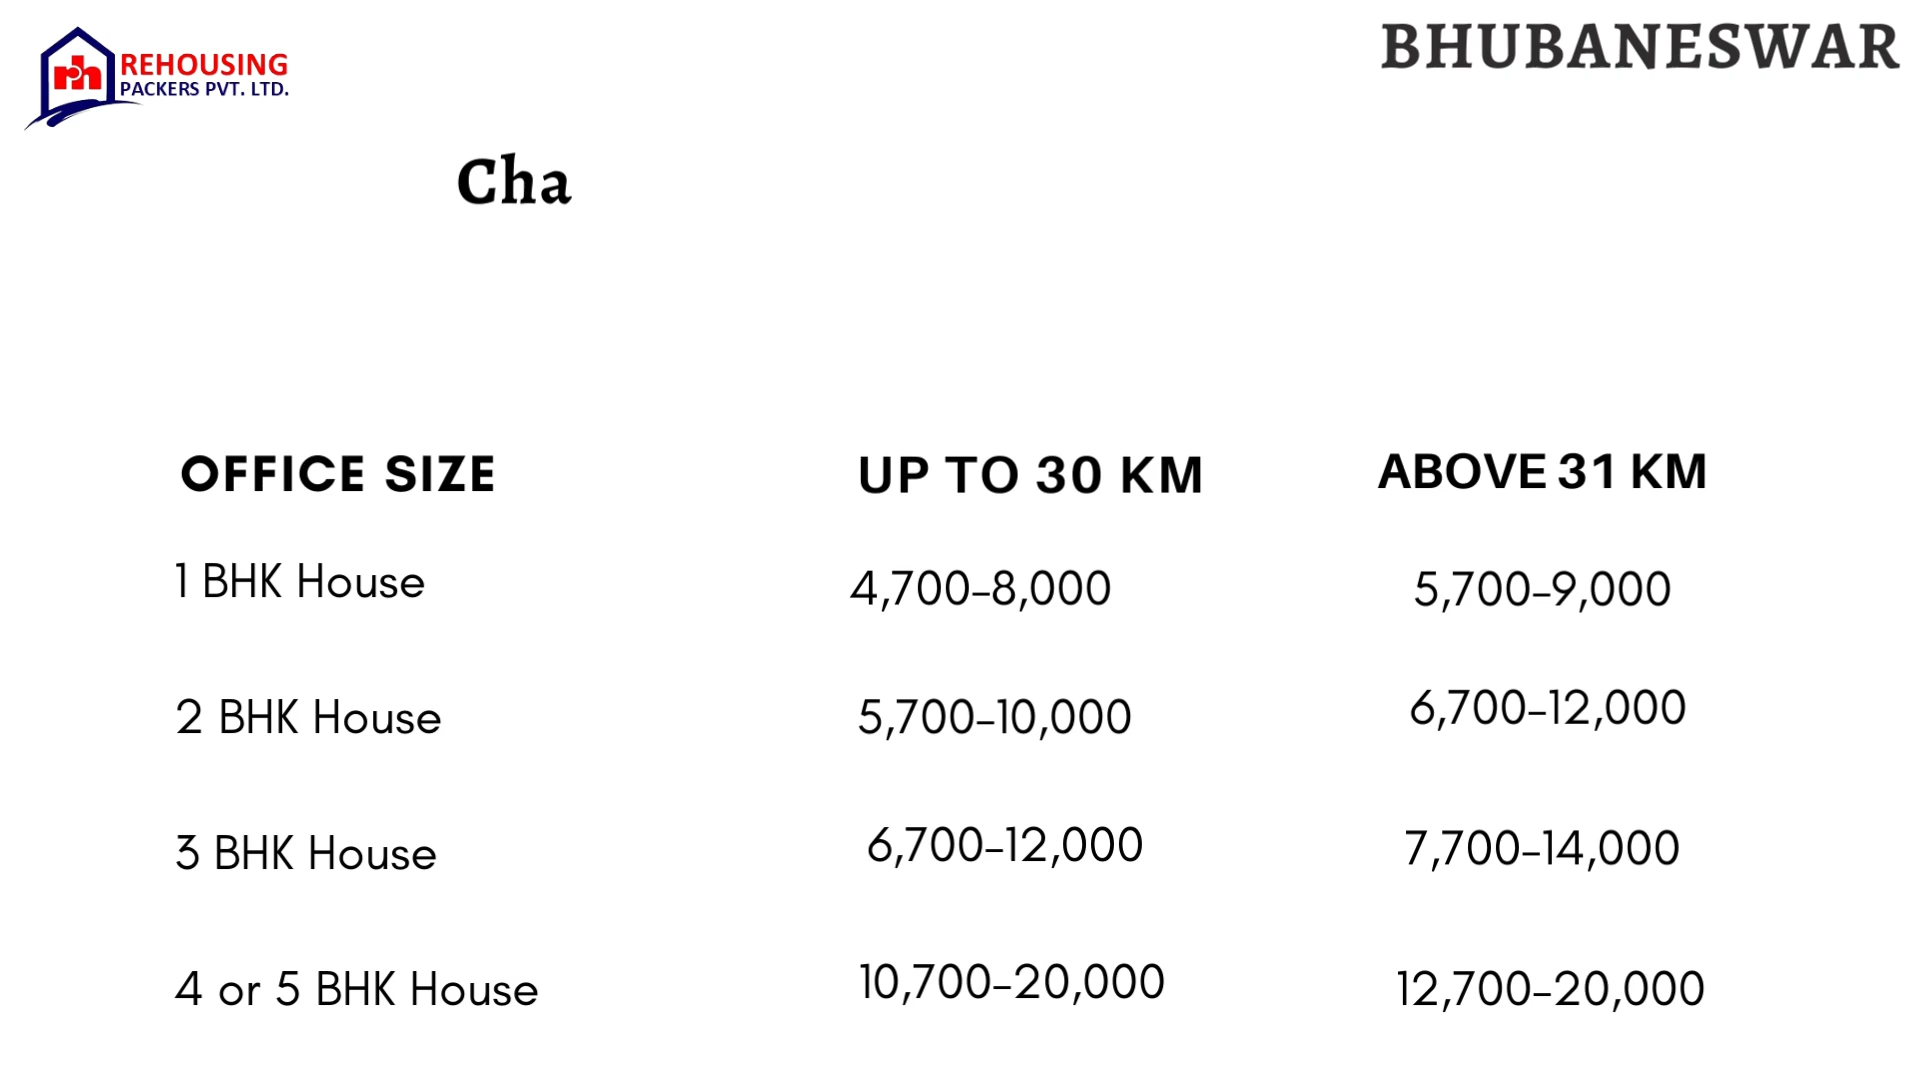 REHOUSING
PACKERS PVT. LTD.
BHUBANESWAR
Cha
OFFICE SIZE UP TO 30 KM ABOVE 31 KM
1 BHK House 4,700-8,000 5,700-9,000
2 BHK House 5,700-10,000 6,700-12,000
3 BHK House 6,700-12,000 7,700-14,000
4 or 5 BHK House 10,700-20,000 12,700-20,000